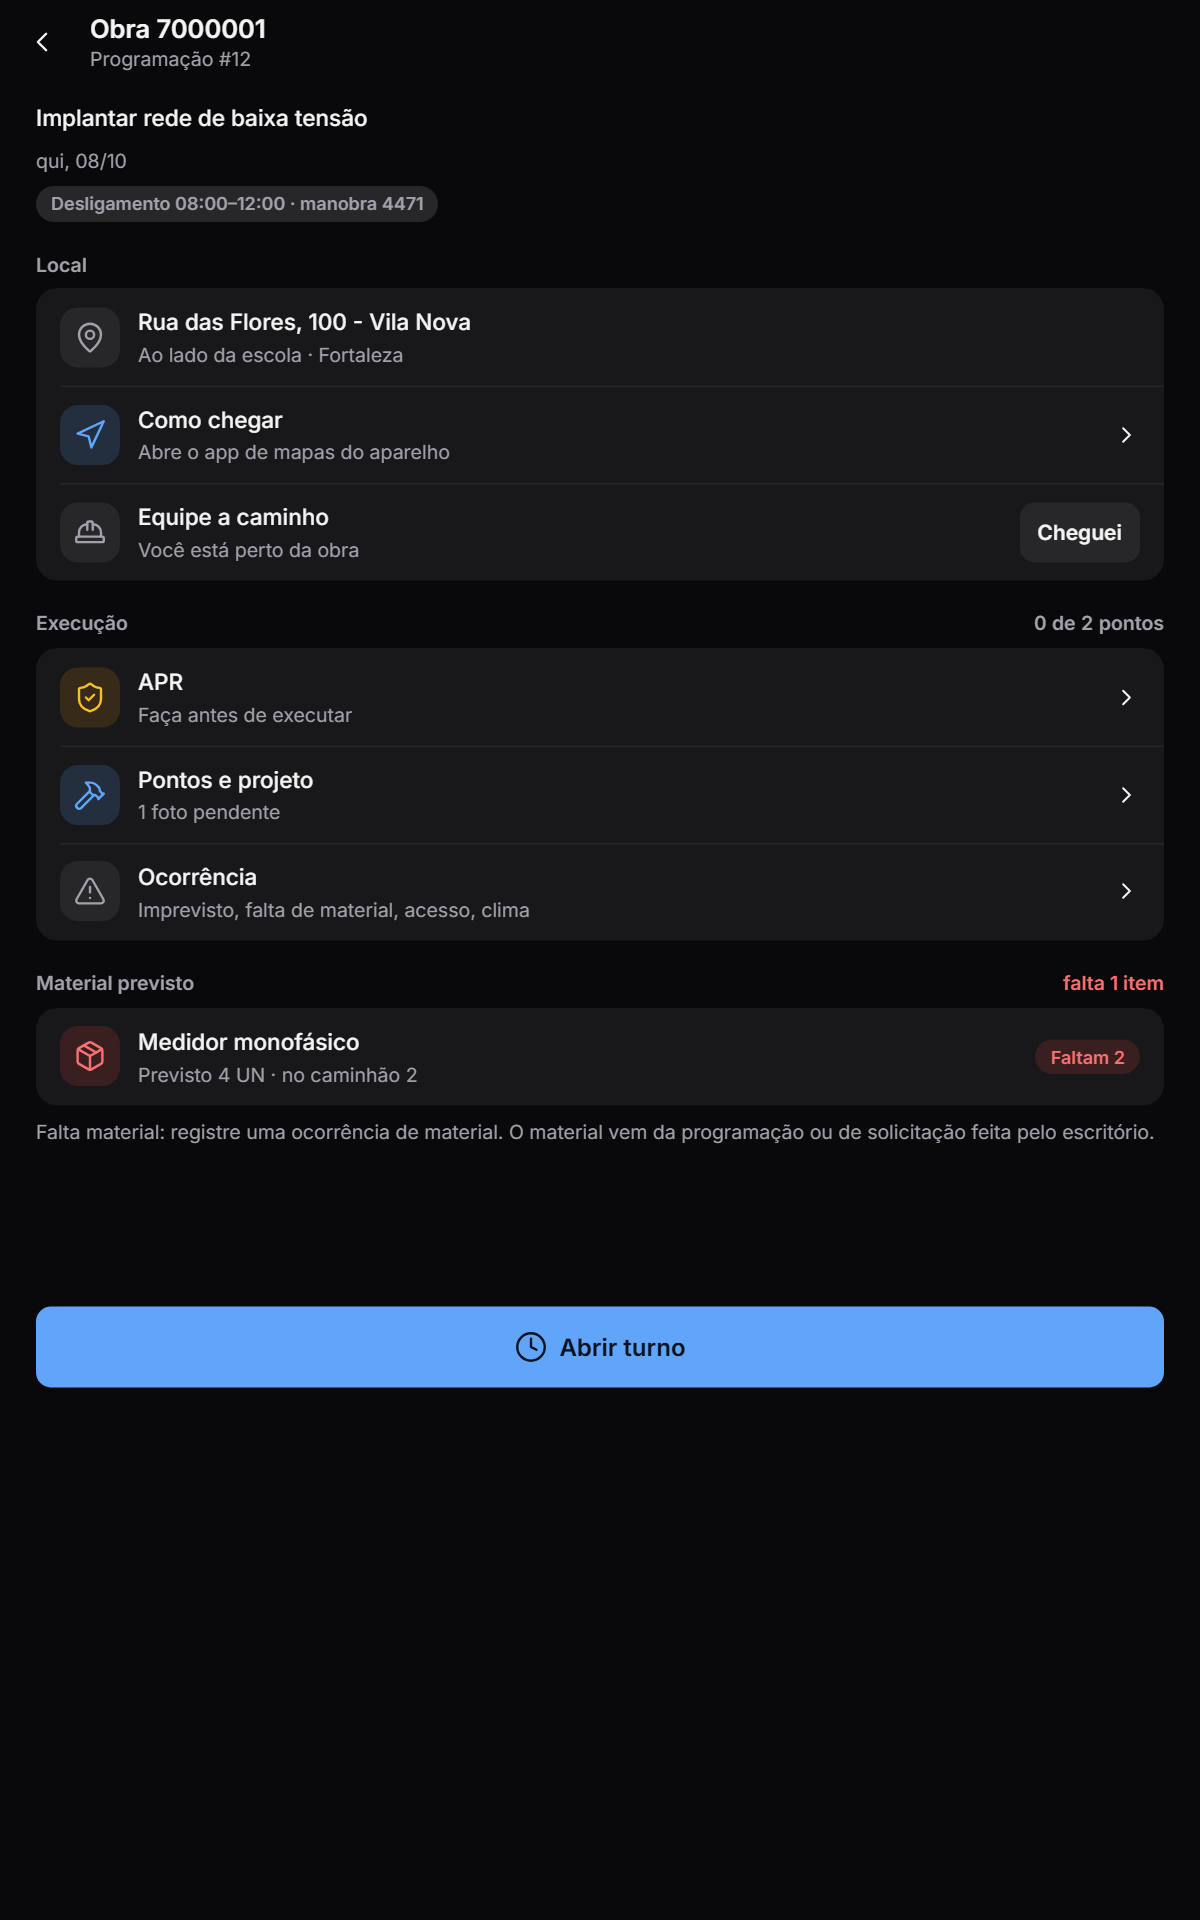 Obra 7000001
Programação #12
Implantar rede de baixa tensão
qui, 08/10
Desligamento 08:00–12:00 · manobra 4471
Local
Rua das Flores, 100 - Vila Nova
Ao lado da escola · Fortaleza
Como chegar
Abre o app de mapas do aparelho
Equipe a caminho
Você está perto da obra
Cheguei
Execução
0 de 2 pontos
APR
Faça antes de executar
Pontos e projeto
1 foto pendente
Ocorrência
Imprevisto, falta de material, acesso, clima
Material previsto
falta 1 item
Medidor monofásico
Previsto 4 UN · no caminhão 2
Faltam 2
Falta material: registre uma ocorrência de material. O material vem da programação ou de solicitação feita pelo escritório.
Abrir turno